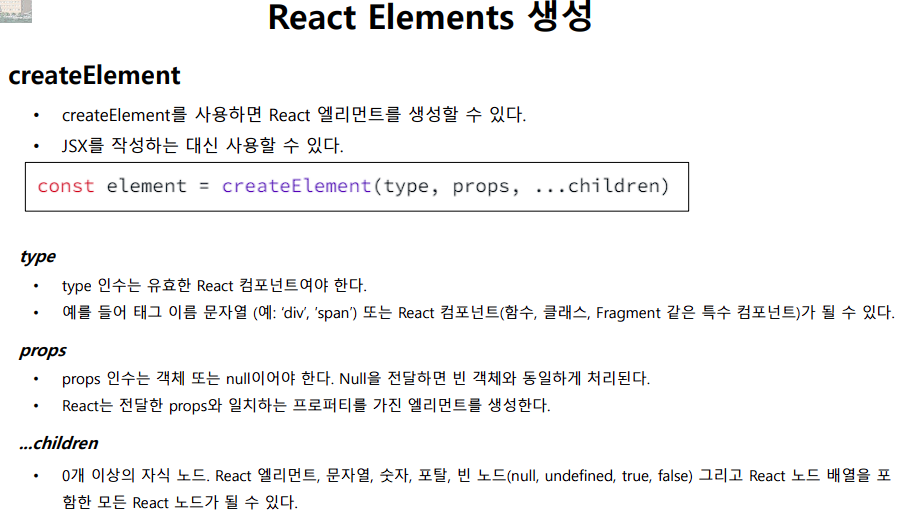 React Elements 생성
createElement
• createElement를 사용하면 React 엘리먼트를 생성할 수 있다.
• JSX를 작성하는 대신 사용할 수 있다.
const element = createElement(type, props, ...children)
type
• type 인수는 유효한 React 컴포넌트여야 한다.
• 예를 들어 태그 이름 문자열 (예: ‘div’, ‘span’) 또는 React 컴포넌트(함수, 클래스, Fragment 같은 특수 컴포넌트)가 될 수 있다.
props
• props 인수는 객체 또는 null이어야 한다. Null을 전달하면 빈 객체와 동일하게 처리된다.
• React는 전달한 props와 일치하는 프로퍼티를 가진 엘리먼트를 생성한다.
...children
• 0개 이상의 자식 노드. React 엘리먼트, 문자열, 숫자, 포탈, 빈 노드(null, undefined, true, false) 그리고 React 노드 배열을 포
함한 모든 React 노드가 될 수 있다.